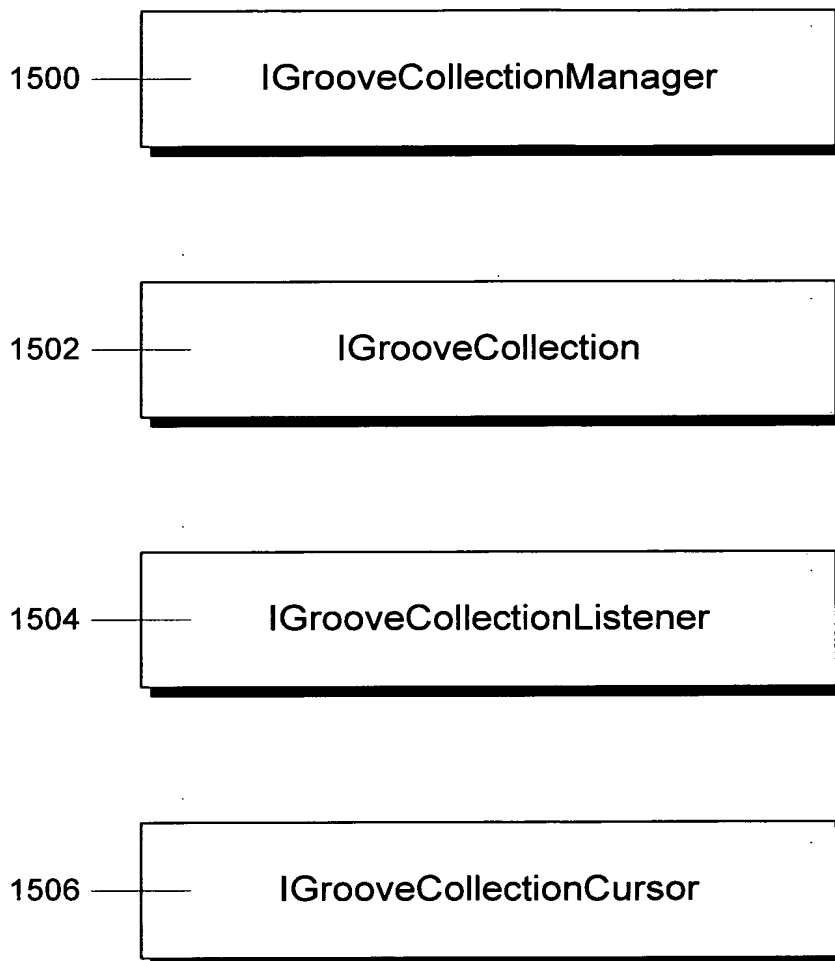 1500 IGrooveCollectionManager
1502 IGrooveCollection
1504 IGrooveCollectionListener
1506 IGrooveCollectionCursor